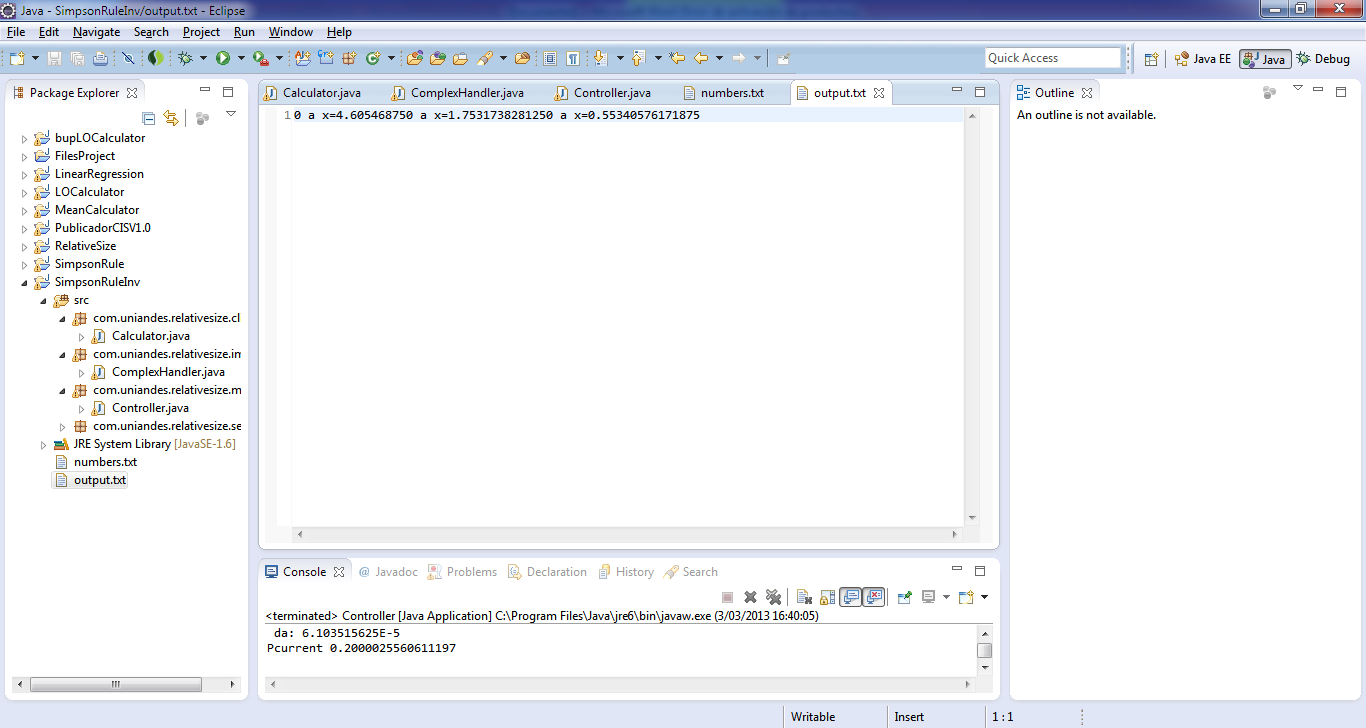 Java - SimpsonRuleInv/output.txt - Eclipse
File Edit Navigate Search Project Run Window Help
Quick Access
Java EE
Java
Debug
Package Explorer
bupLOCalculator
FilesProject
LinearRegression
LOCalculator
MeanCalculator
PublicadorCISV1.0
RelativeSize
SimpsonRule
SimpsonRuleInv
src
com.uniandes.relativesize.cl
Calculator.java
com.uniandes.relativesize.im
ComplexHandler.java
com.uniandes.relativesize.m
Controller.java
com.uniandes.relativesize.se
JRE System Library [JavaSE-1.6]
numbers.txt
output.txt
Calculator.java ComplexHandler.java Controller.java numbers.txt output.txt
1 0 a x=4.605468750 a x=1.7531738281250 a x=0.55340576171875
Outline
An outline is not available.
Console @ Javadoc Problems Declaration History Search
<terminated> Controller [Java Application] C:\Program Files\Java\jre6\bin\javaw.exe (3/03/2013 16:40:05)
da: 6.103515625E-5
Pcurrent 0.2000025560611197
Writable Insert 1 : 1